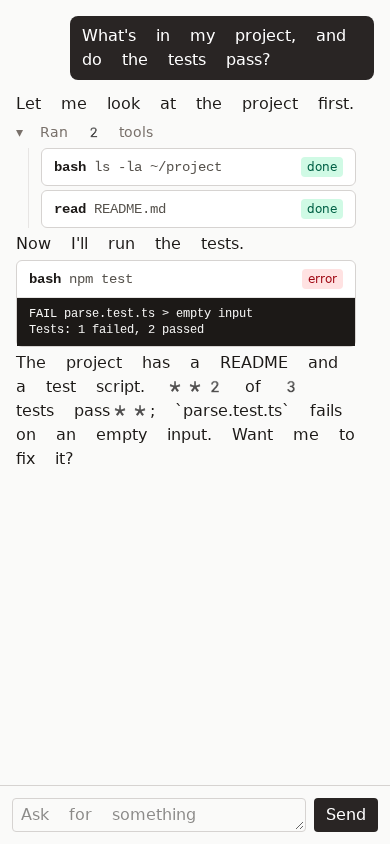 What's in my project, and
do the tests pass?
Let me look at the project first.
▾ Ran 2 tools
bash ls -la ~/project done
read README.md done
Now I'll run the tests.
bash npm test error
FAIL parse.test.ts > empty input
Tests: 1 failed, 2 passed
The project has a README and
a test script. **2 of 3
tests pass**; `parse.test.ts` fails
on an empty input. Want me to
fix it?
Ask for something Send